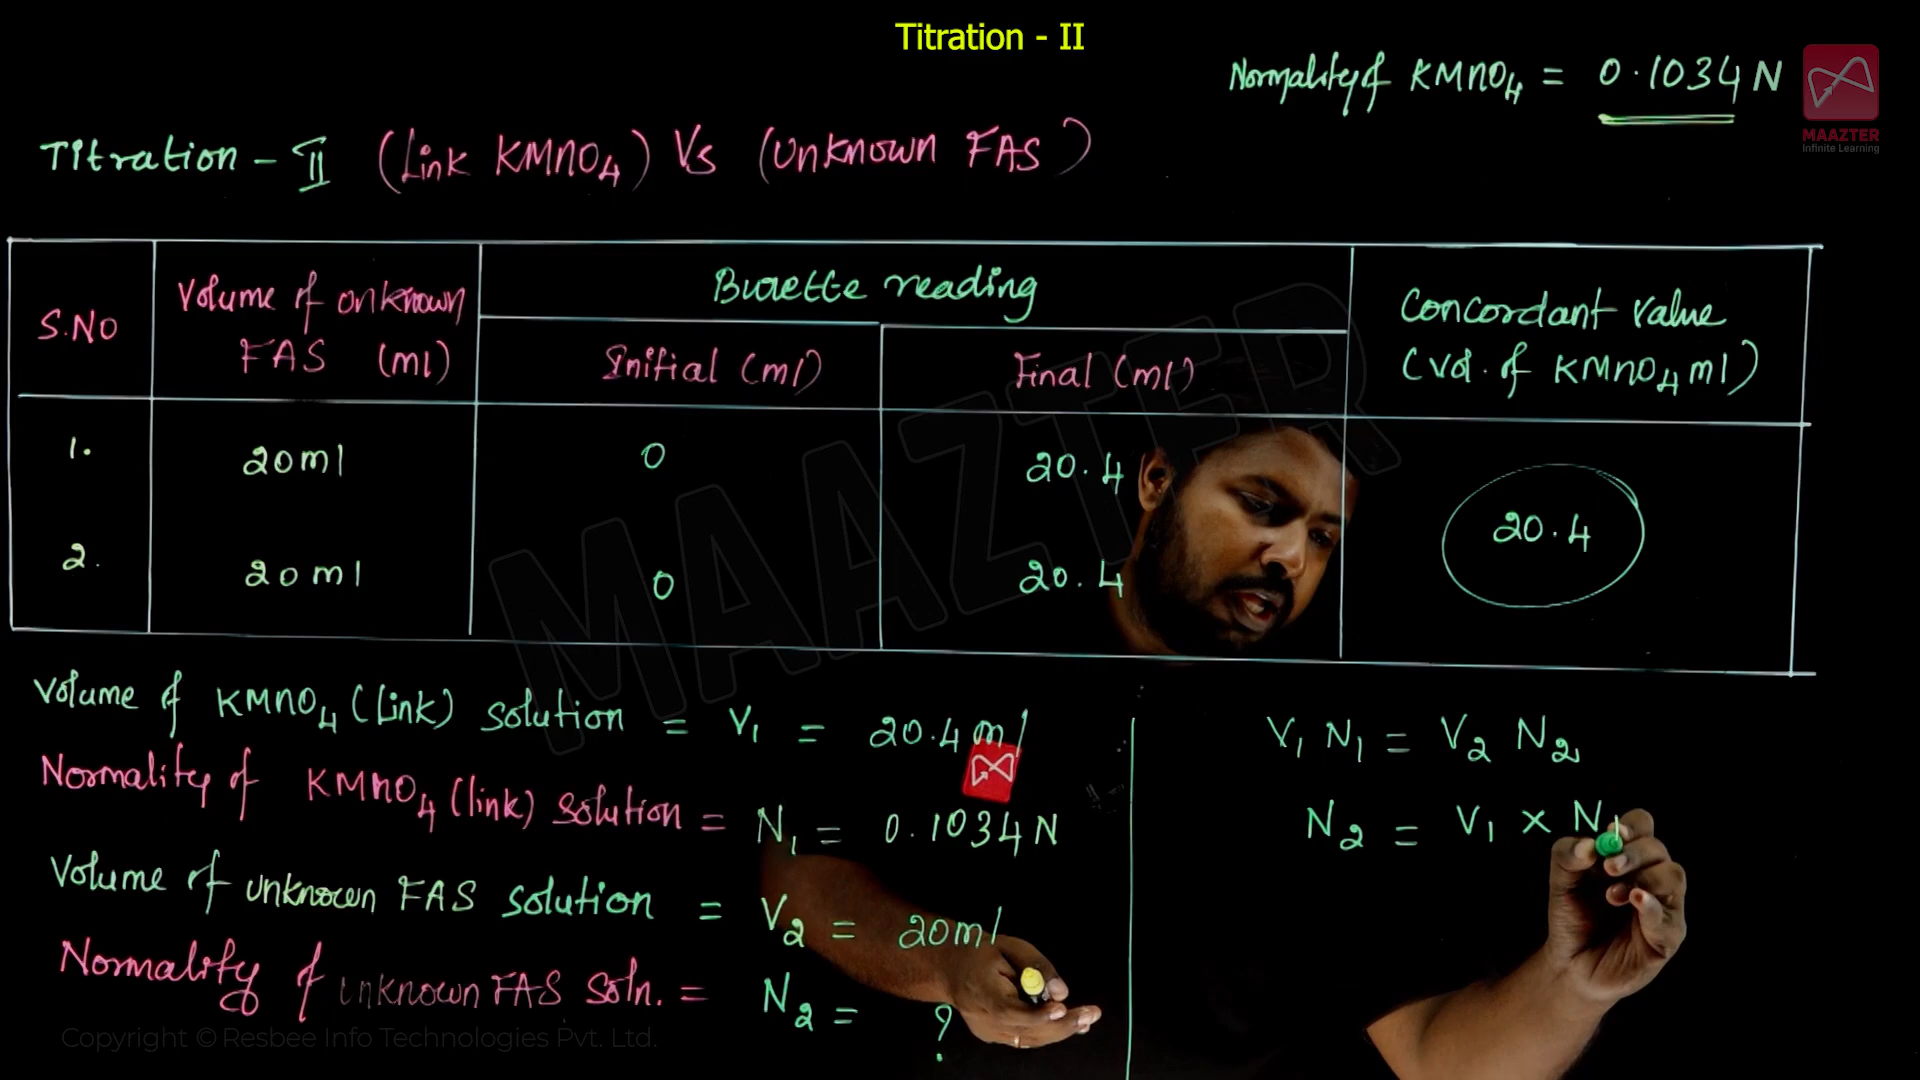 Titration - II
Normality of KMnO4 = 0.1034 N
MAAZTER
Infinite Learning
Titration - II (Link KMnO4) Vs (Unknown FAS)
S.NO
Volume of unknown FAS (ml)
Burette reading
Initial (ml)
Final (ml)
Concordant Value (Vol. of KMnO4 ml)
1. 20ml 0 20.4
20.4
2. 20ml 0 20.4
MAAZTER
Volume of KMnO4 (Link) solution = V1 = 20.4 ml
Normality of KMnO4 (link) solution = N1 = 0.1034 N
Volume of unknown FAS solution = V2 = 20ml
Normality of unknown FAS soln. = N2 = ?
V1 N1 = V2 N2
N2 = V1 × N1
Copyright © Resbee Info Technologies Pvt. Ltd.